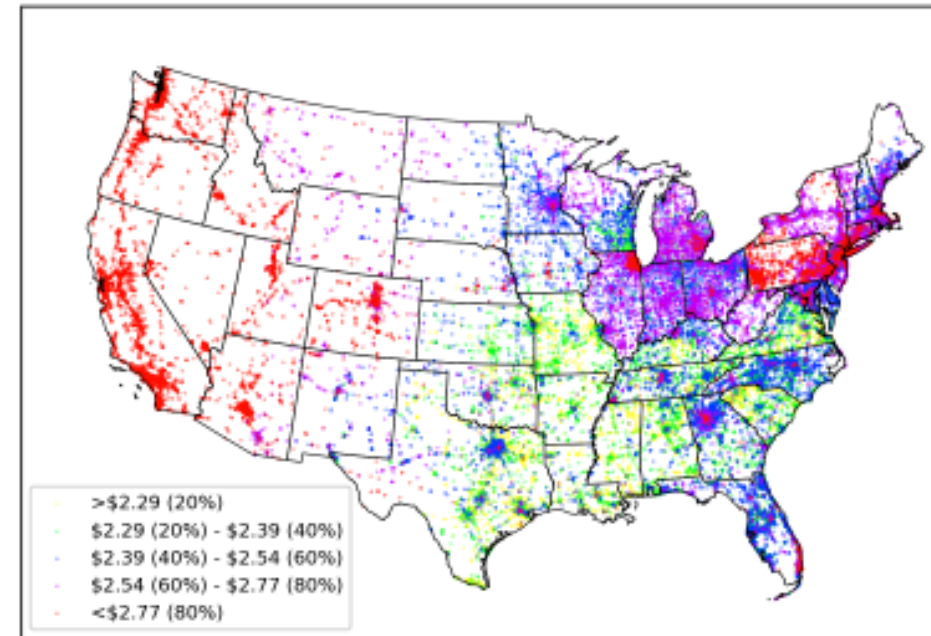 >$2.29 (20%)
$2.29 (20%) - $2.39 (40%)
$2.39 (40%) - $2.54 (60%)
$2.54 (60%) - $2.77 (80%)
<$2.77 (80%)